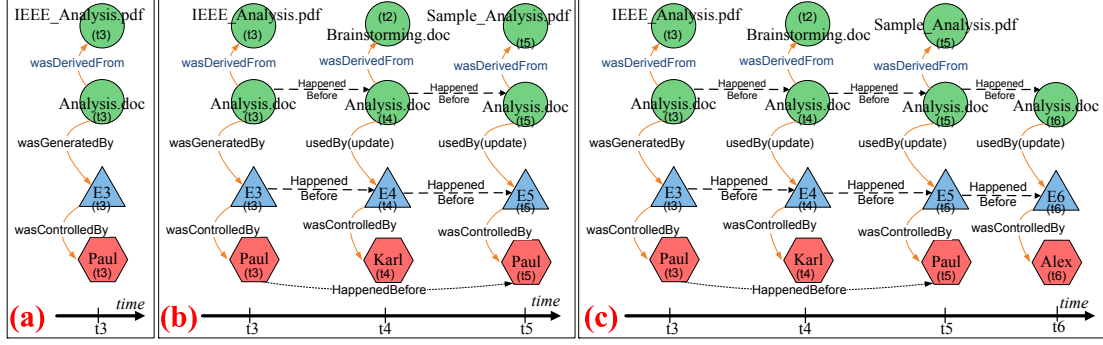 IEEE_Analysis.pdf
(t3)
wasDerivedFrom
Analysis.doc
(t3)
wasGeneratedBy
E3
(t3)
wasControlledBy
Paul
(t3)
time
(a)
t3
IEEE_Analysis.pdf
(t3)
(t2)
Brainstorming.doc
Sample_Analysis.pdf
(t5)
wasDerivedFrom
wasDerivedFrom
wasDerivedFrom
Happened
Before
Happened
Before
Analysis.doc
(t3)
Analysis.doc
(t4)
Analysis.doc
(t5)
wasGeneratedBy
usedBy(update)
usedBy(update)
Happened
Before
Happened
Before
E3
(t3)
E4
(t4)
E5
(t5)
wasControlledBy
wasControlledBy
wasControlledBy
Paul
(t3)
Karl
(t4)
Paul
(t5)
HappenedBefore
time
(b)
t3
t4
t5
IEEE_Analysis.pdf
(t3)
(t2)
Brainstorming.doc
Sample_Analysis.pdf
(t5)
wasDerivedFrom
wasDerivedFrom
wasDerivedFrom
Happened
Before
Happened
Before
Happened
Before
Analysis.doc
(t3)
Analysis.doc
(t4)
Analysis.doc
(t5)
Analysis.doc
(t6)
wasGeneratedBy
usedBy(update)
usedBy(update)
Happened
Before
Happened
Before
Happened
Before
E3
(t3)
E4
(t4)
E5
(t5)
E6
(t6)
wasControlledBy
wasControlledBy
wasControlledBy
wasControlledBy
Paul
(t3)
Karl
(t4)
Paul
(t5)
Alex
(t6)
HappenedBefore
time
(c)
t3
t4
t5
t6